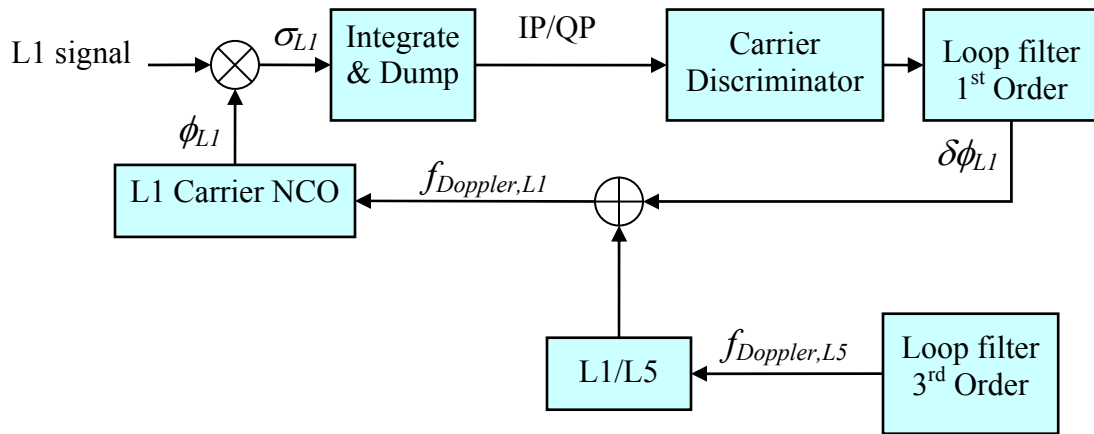 L1 signal
σL1
Integrate
& Dump
IP/QP
Carrier
Discriminator
Loop filter
1st Order
ϕL1
δϕL1
L1 Carrier NCO
fDoppler,L1
L1/L5
fDoppler,L5
Loop filter
3rd Order